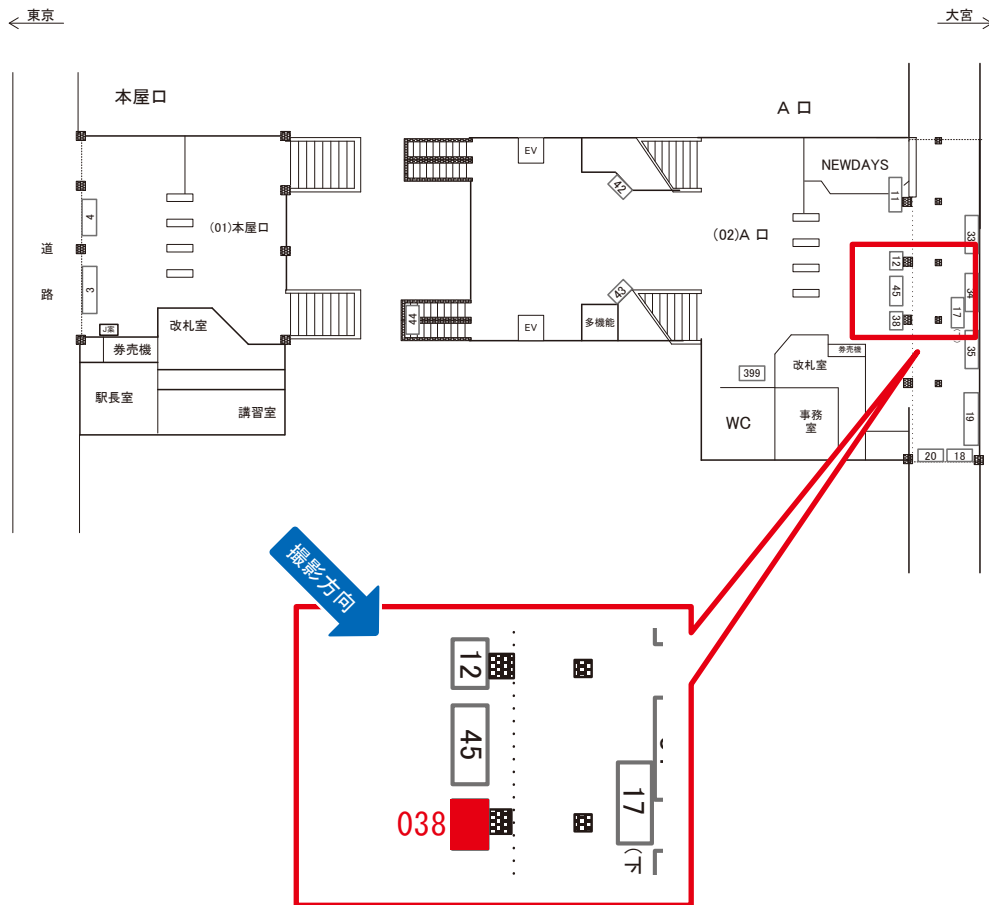 東京
大宮
本屋口
A 口
EV
NEWDAYS
42
11
4
(01)本屋口
(02)A 口
33
道
路
12
3
45
34
43
17
38
44
J案
改札室
EV
多機能
券売機
改札室
券売機
35
399
駅長室
講習室
WC
事務
室
19
20
18
撮影方向
12
45
17
038
(下